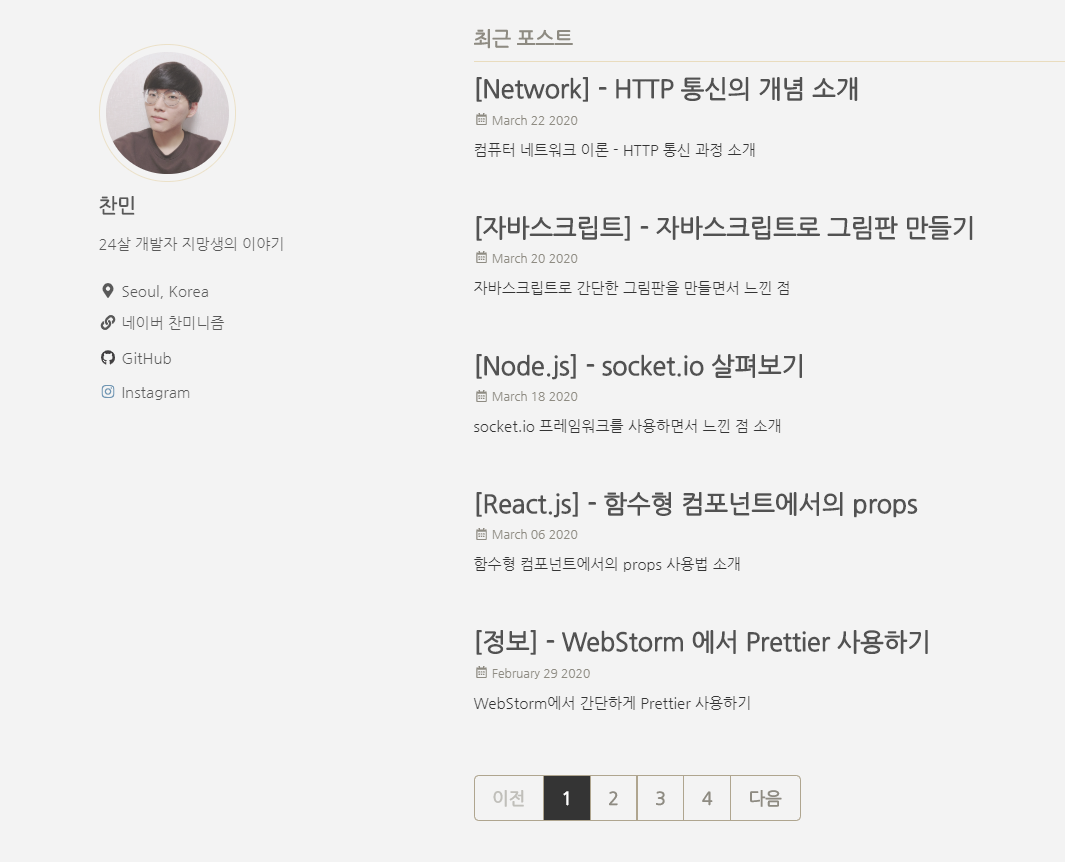 찬민
24살 개발자 지망생의 이야기
Seoul, Korea
네이버 찬미니즘
GitHub
Instagram
최근 포스트
[Network] - HTTP 통신의 개념 소개
March 22 2020
컴퓨터 네트워크 이론 - HTTP 통신 과정 소개
[자바스크립트] - 자바스크립트로 그림판 만들기
March 20 2020
자바스크립트로 간단한 그림판을 만들면서 느낀 점
[Node.js] - socket.io 살펴보기
March 18 2020
socket.io 프레임워크를 사용하면서 느낀 점 소개
[React.js] - 함수형 컴포넌트에서의 props
March 06 2020
함수형 컴포넌트에서의 props 사용법 소개
[정보] - WebStorm 에서 Prettier 사용하기
February 29 2020
WebStorm에서 간단하게 Prettier 사용하기
이전 1 2 3 4 다음